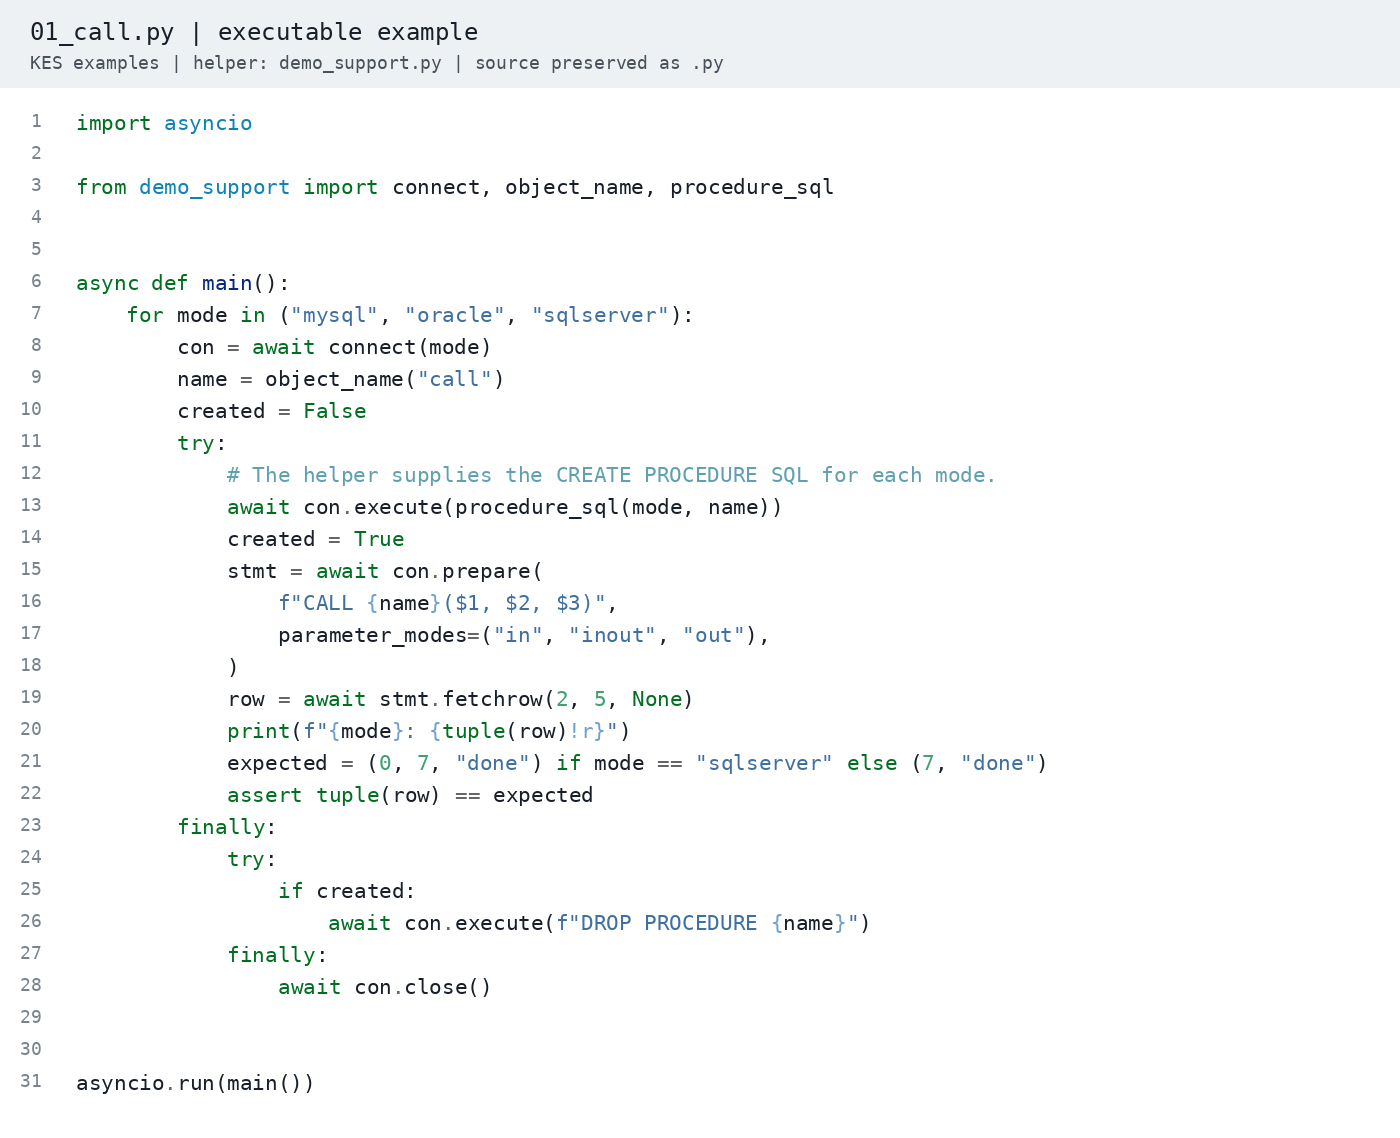 01_call.py | executable example
KES examples | helper: demo_support.py | source preserved as .py
1 import asyncio
2
3 from demo_support import connect, object_name, procedure_sql
4
5
6 async def main():
7     for mode in ("mysql", "oracle", "sqlserver"):
8         con = await connect(mode)
9         name = object_name("call")
10         created = False
11         try:
12             # The helper supplies the CREATE PROCEDURE SQL for each mode.
13             await con.execute(procedure_sql(mode, name))
14             created = True
15             stmt = await con.prepare(
16                 f"CALL {name}($1, $2, $3)",
17                 parameter_modes=("in", "inout", "out"),
18             )
19             row = await stmt.fetchrow(2, 5, None)
20             print(f"{mode}: {tuple(row)!r}")
21             expected = (0, 7, "done") if mode == "sqlserver" else (7, "done")
22             assert tuple(row) == expected
23         finally:
24             try:
25                 if created:
26                     await con.execute(f"DROP PROCEDURE {name}")
27             finally:
28                 await con.close()
29
30
31 asyncio.run(main())